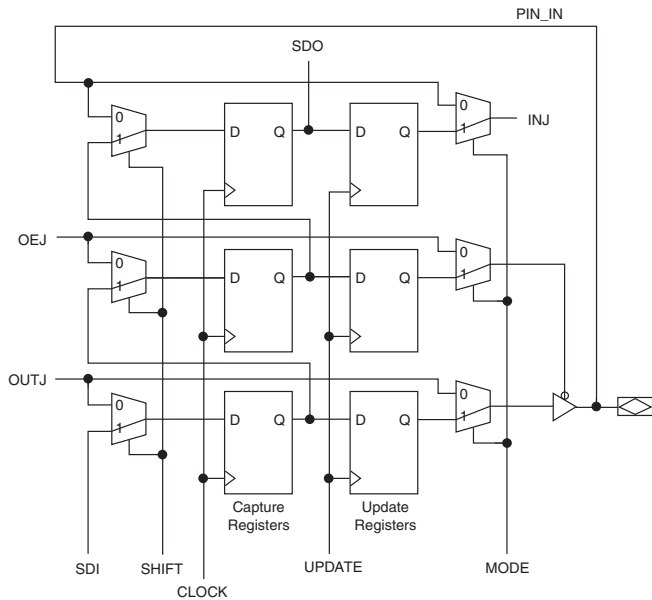 PIN_IN
SDO
0
1
D Q
D Q
0
1
INJ
OEJ
0
1
D Q
D Q
0
1
OUTJ
0
1
D Q
D Q
0
1
Capture
Registers
Update
Registers
SDI
SHIFT
CLOCK
UPDATE
MODE